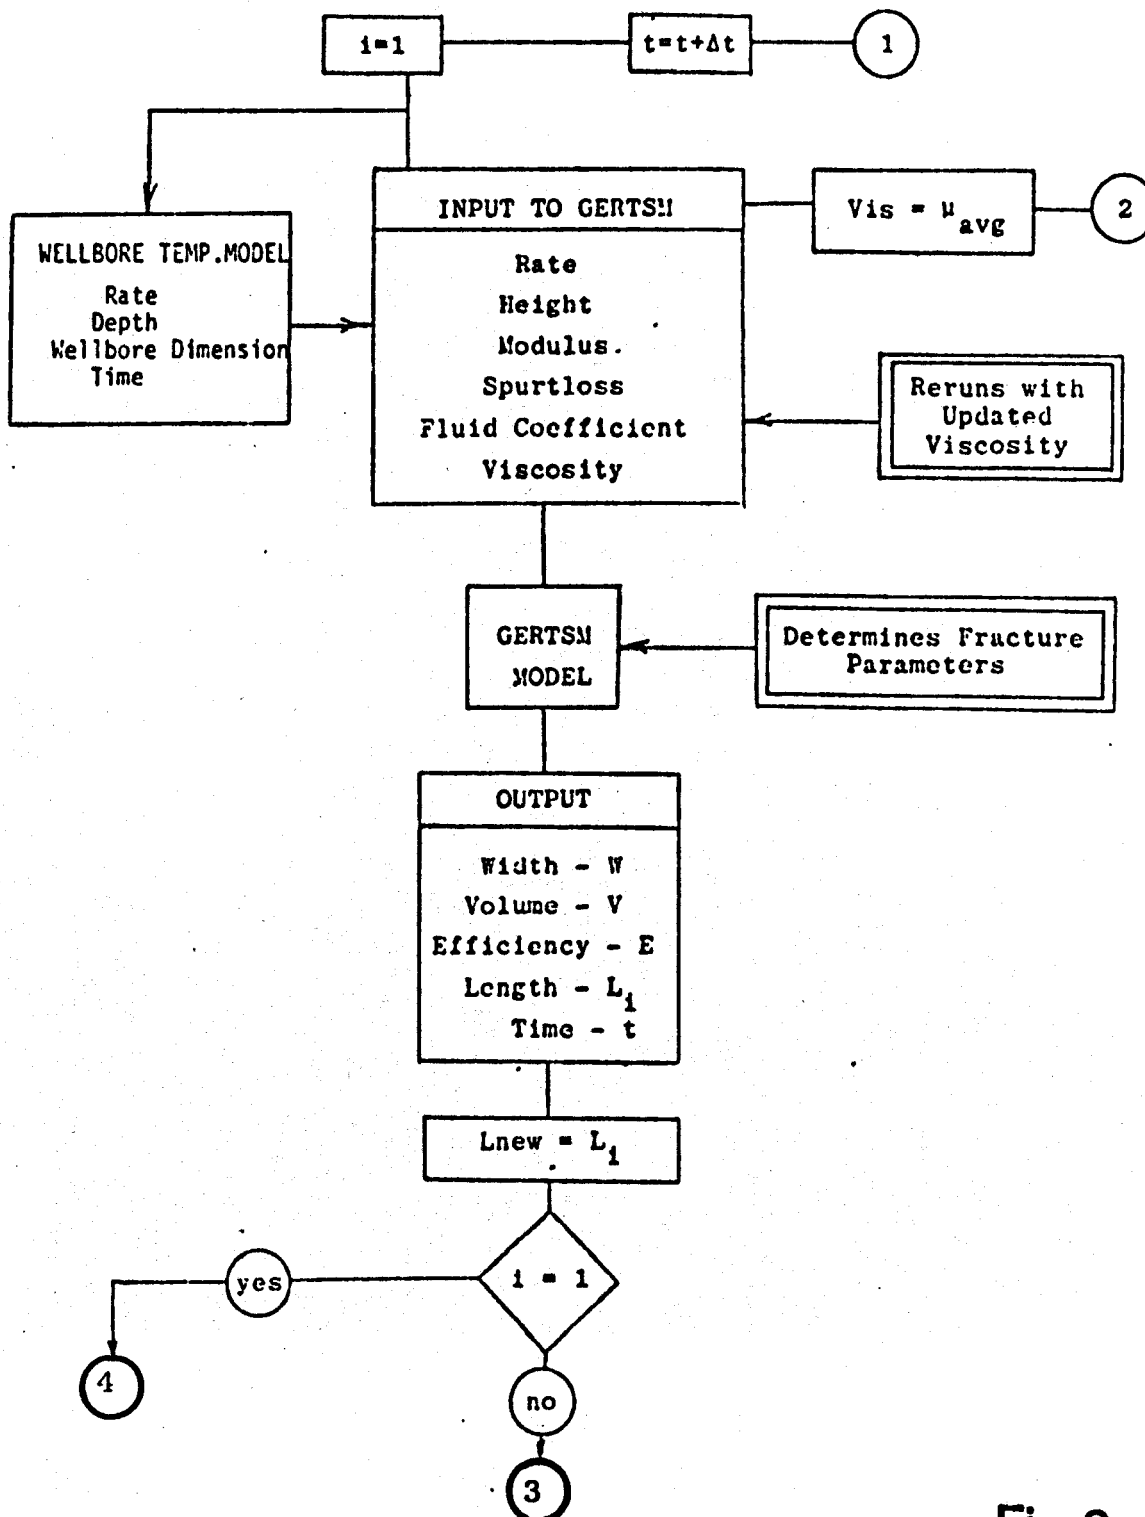 i=1
t=t+Δt
1
INPUT TO GERTSM
Rate
Height
Modulus.
Spurtloss
Fluid Coefficient
Viscosity
Vis = μavg
2
WELLBORE TEMP.MODEL
Rate
Depth
Wellbore Dimension
Time
Reruns with
Updated
Viscosity
GERTSM
MODEL
Determines Fracture
Parameters
OUTPUT
Width - W
Volume - V
Efficiency - E
Length - Li
Time - t
Lnew = Li
i = 1
yes
no
4
3